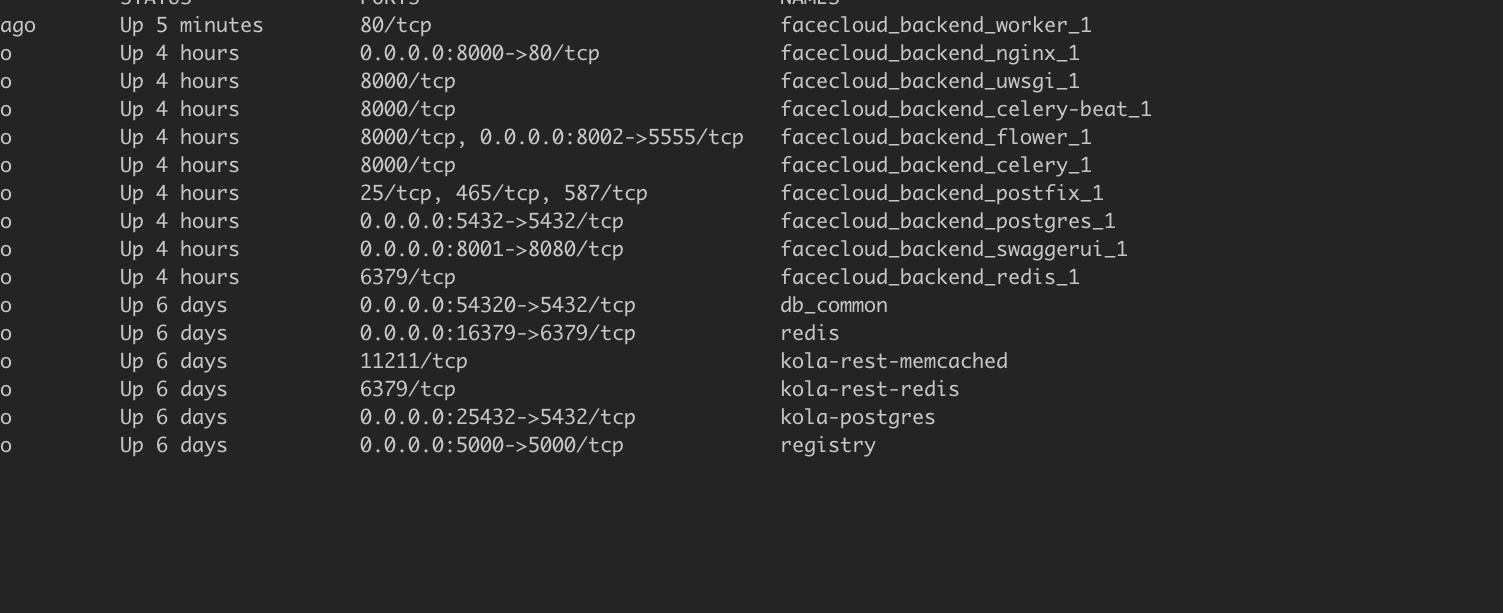 STATUS PORTS NAMES
ago Up 5 minutes 80/tcp facecloud_backend_worker_1
o Up 4 hours 0.0.0.0:8000->80/tcp facecloud_backend_nginx_1
o Up 4 hours 8000/tcp facecloud_backend_uwsgi_1
o Up 4 hours 8000/tcp facecloud_backend_celery-beat_1
o Up 4 hours 8000/tcp, 0.0.0.0:8002->5555/tcp facecloud_backend_flower_1
o Up 4 hours 8000/tcp facecloud_backend_celery_1
o Up 4 hours 25/tcp, 465/tcp, 587/tcp facecloud_backend_postfix_1
o Up 4 hours 0.0.0.0:5432->5432/tcp facecloud_backend_postgres_1
o Up 4 hours 0.0.0.0:8001->8080/tcp facecloud_backend_swaggerui_1
o Up 4 hours 6379/tcp facecloud_backend_redis_1
o Up 6 days 0.0.0.0:54320->5432/tcp db_common
o Up 6 days 0.0.0.0:16379->6379/tcp redis
o Up 6 days 11211/tcp kola-rest-memcached
o Up 6 days 6379/tcp kola-rest-redis
o Up 6 days 0.0.0.0:25432->5432/tcp kola-postgres
o Up 6 days 0.0.0.0:5000->5000/tcp registry